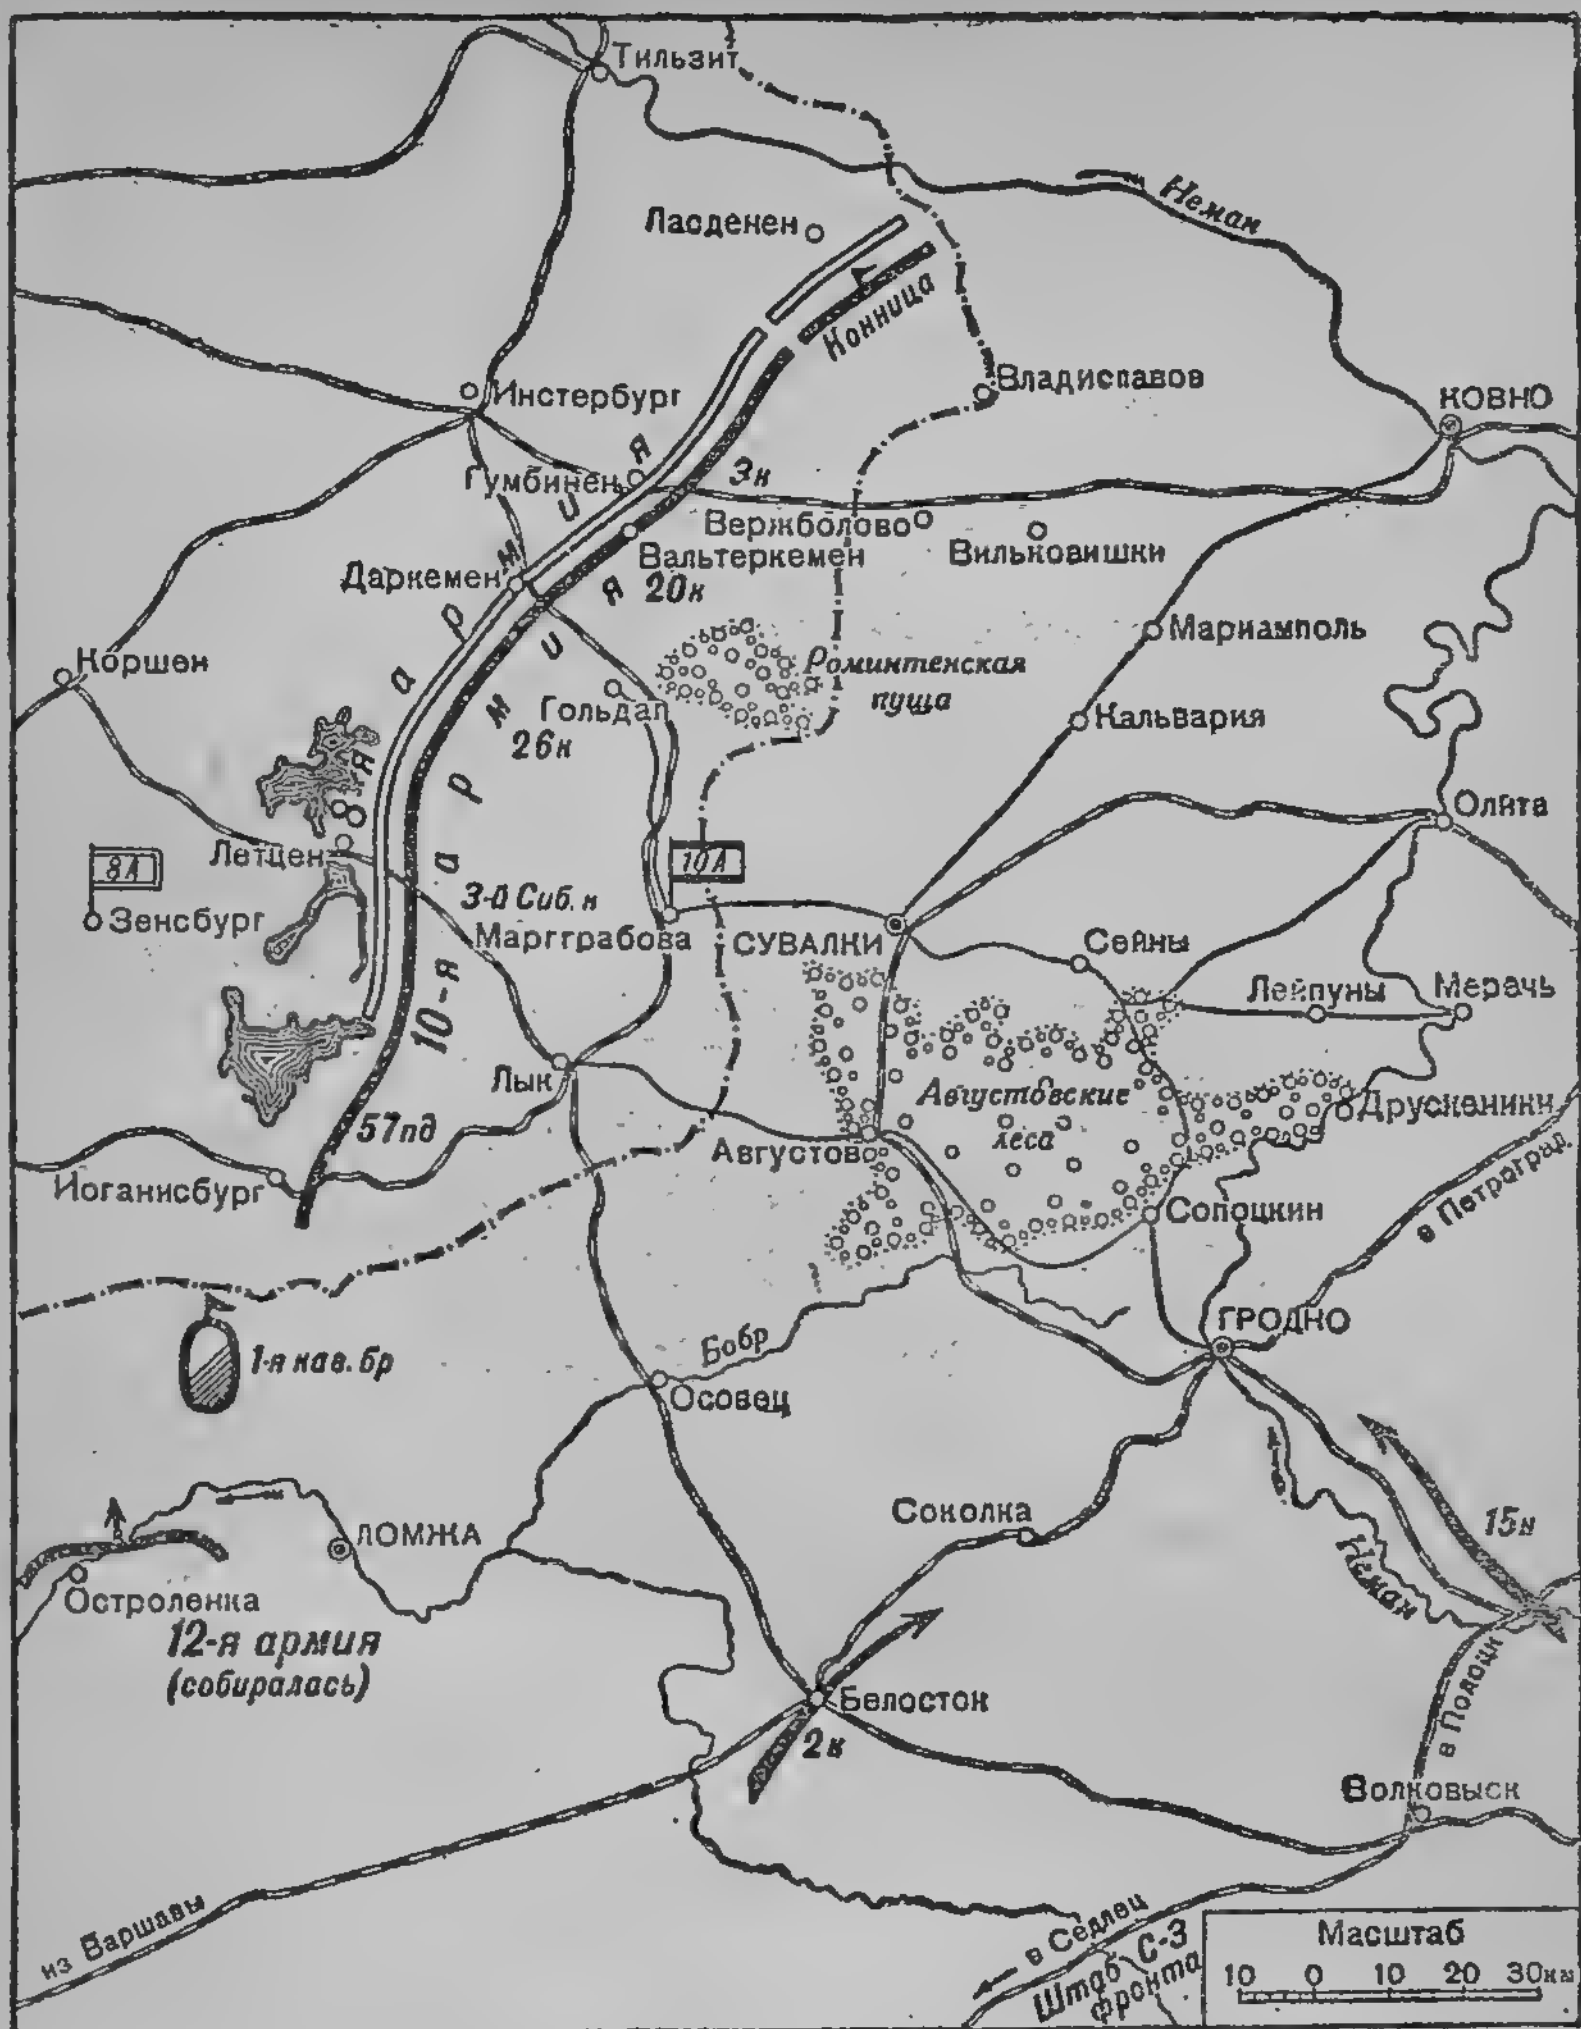 Тильзит
Неман
Ласденен
Конница
Владиславов
КОВНО
Инстербург
Гумбинен
3к
Вержболово
Вильковишки
Вальтеркемен
20к
Даркемен
8-я армия
Мариамполь
Коршен
Роминтенская
пуща
Гольдап
26к
Кальвария
Олита
10-я армия
Летцен
8А
10А
Зенсбург
3-й Сиб. к
Маргграбова
СУВАЛКИ
Сейны
Лейпуны
Меречь
Лык
Августовские
леса
Друскеники
57пд
Августов
Иоганисбург
Сопоцкин
в Петроград.
ГРОДНО
Бобр
1-я кав. бр
Осовец
Соколка
15к
Неман
ЛОМЖА
Остроленка
12-я армия
(собиралась)
Белосток
2к
в Полоцк
Волковыск
из Варшавы
в Седлец
Штаб С-З
фронта
Масштаб
10 0 10 20 30км